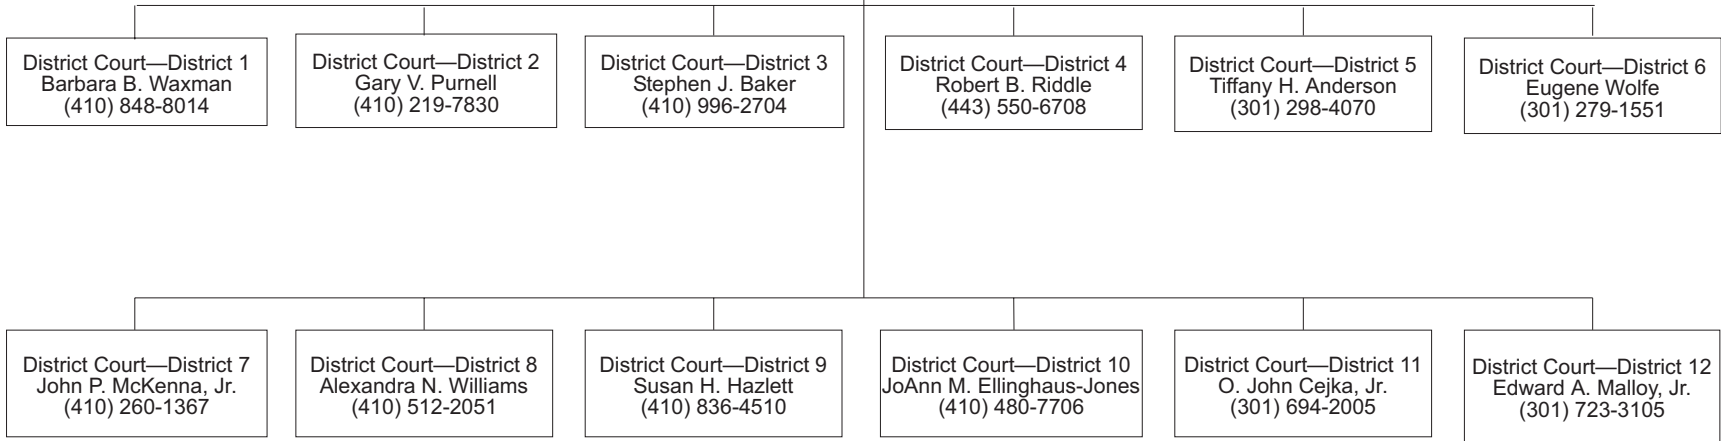 District Court—District 1
Barbara B. Waxman
(410) 848-8014
District Court—District 2
Gary V. Purnell
(410) 219-7830
District Court—District 3
Stephen J. Baker
(410) 996-2704
District Court—District 4
Robert B. Riddle
(443) 550-6708
District Court—District 5
Tiffany H. Anderson
(301) 298-4070
District Court—District 6
Eugene Wolfe
(301) 279-1551
District Court—District 7
John P. McKenna, Jr.
(410) 260-1367
District Court—District 8
Alexandra N. Williams
(410) 512-2051
District Court—District 9
Susan H. Hazlett
(410) 836-4510
District Court—District 10
JoAnn M. Ellinghaus-Jones
(410) 480-7706
District Court—District 11
O. John Cejka, Jr.
(301) 694-2005
District Court—District 12
Edward A. Malloy, Jr.
(301) 723-3105